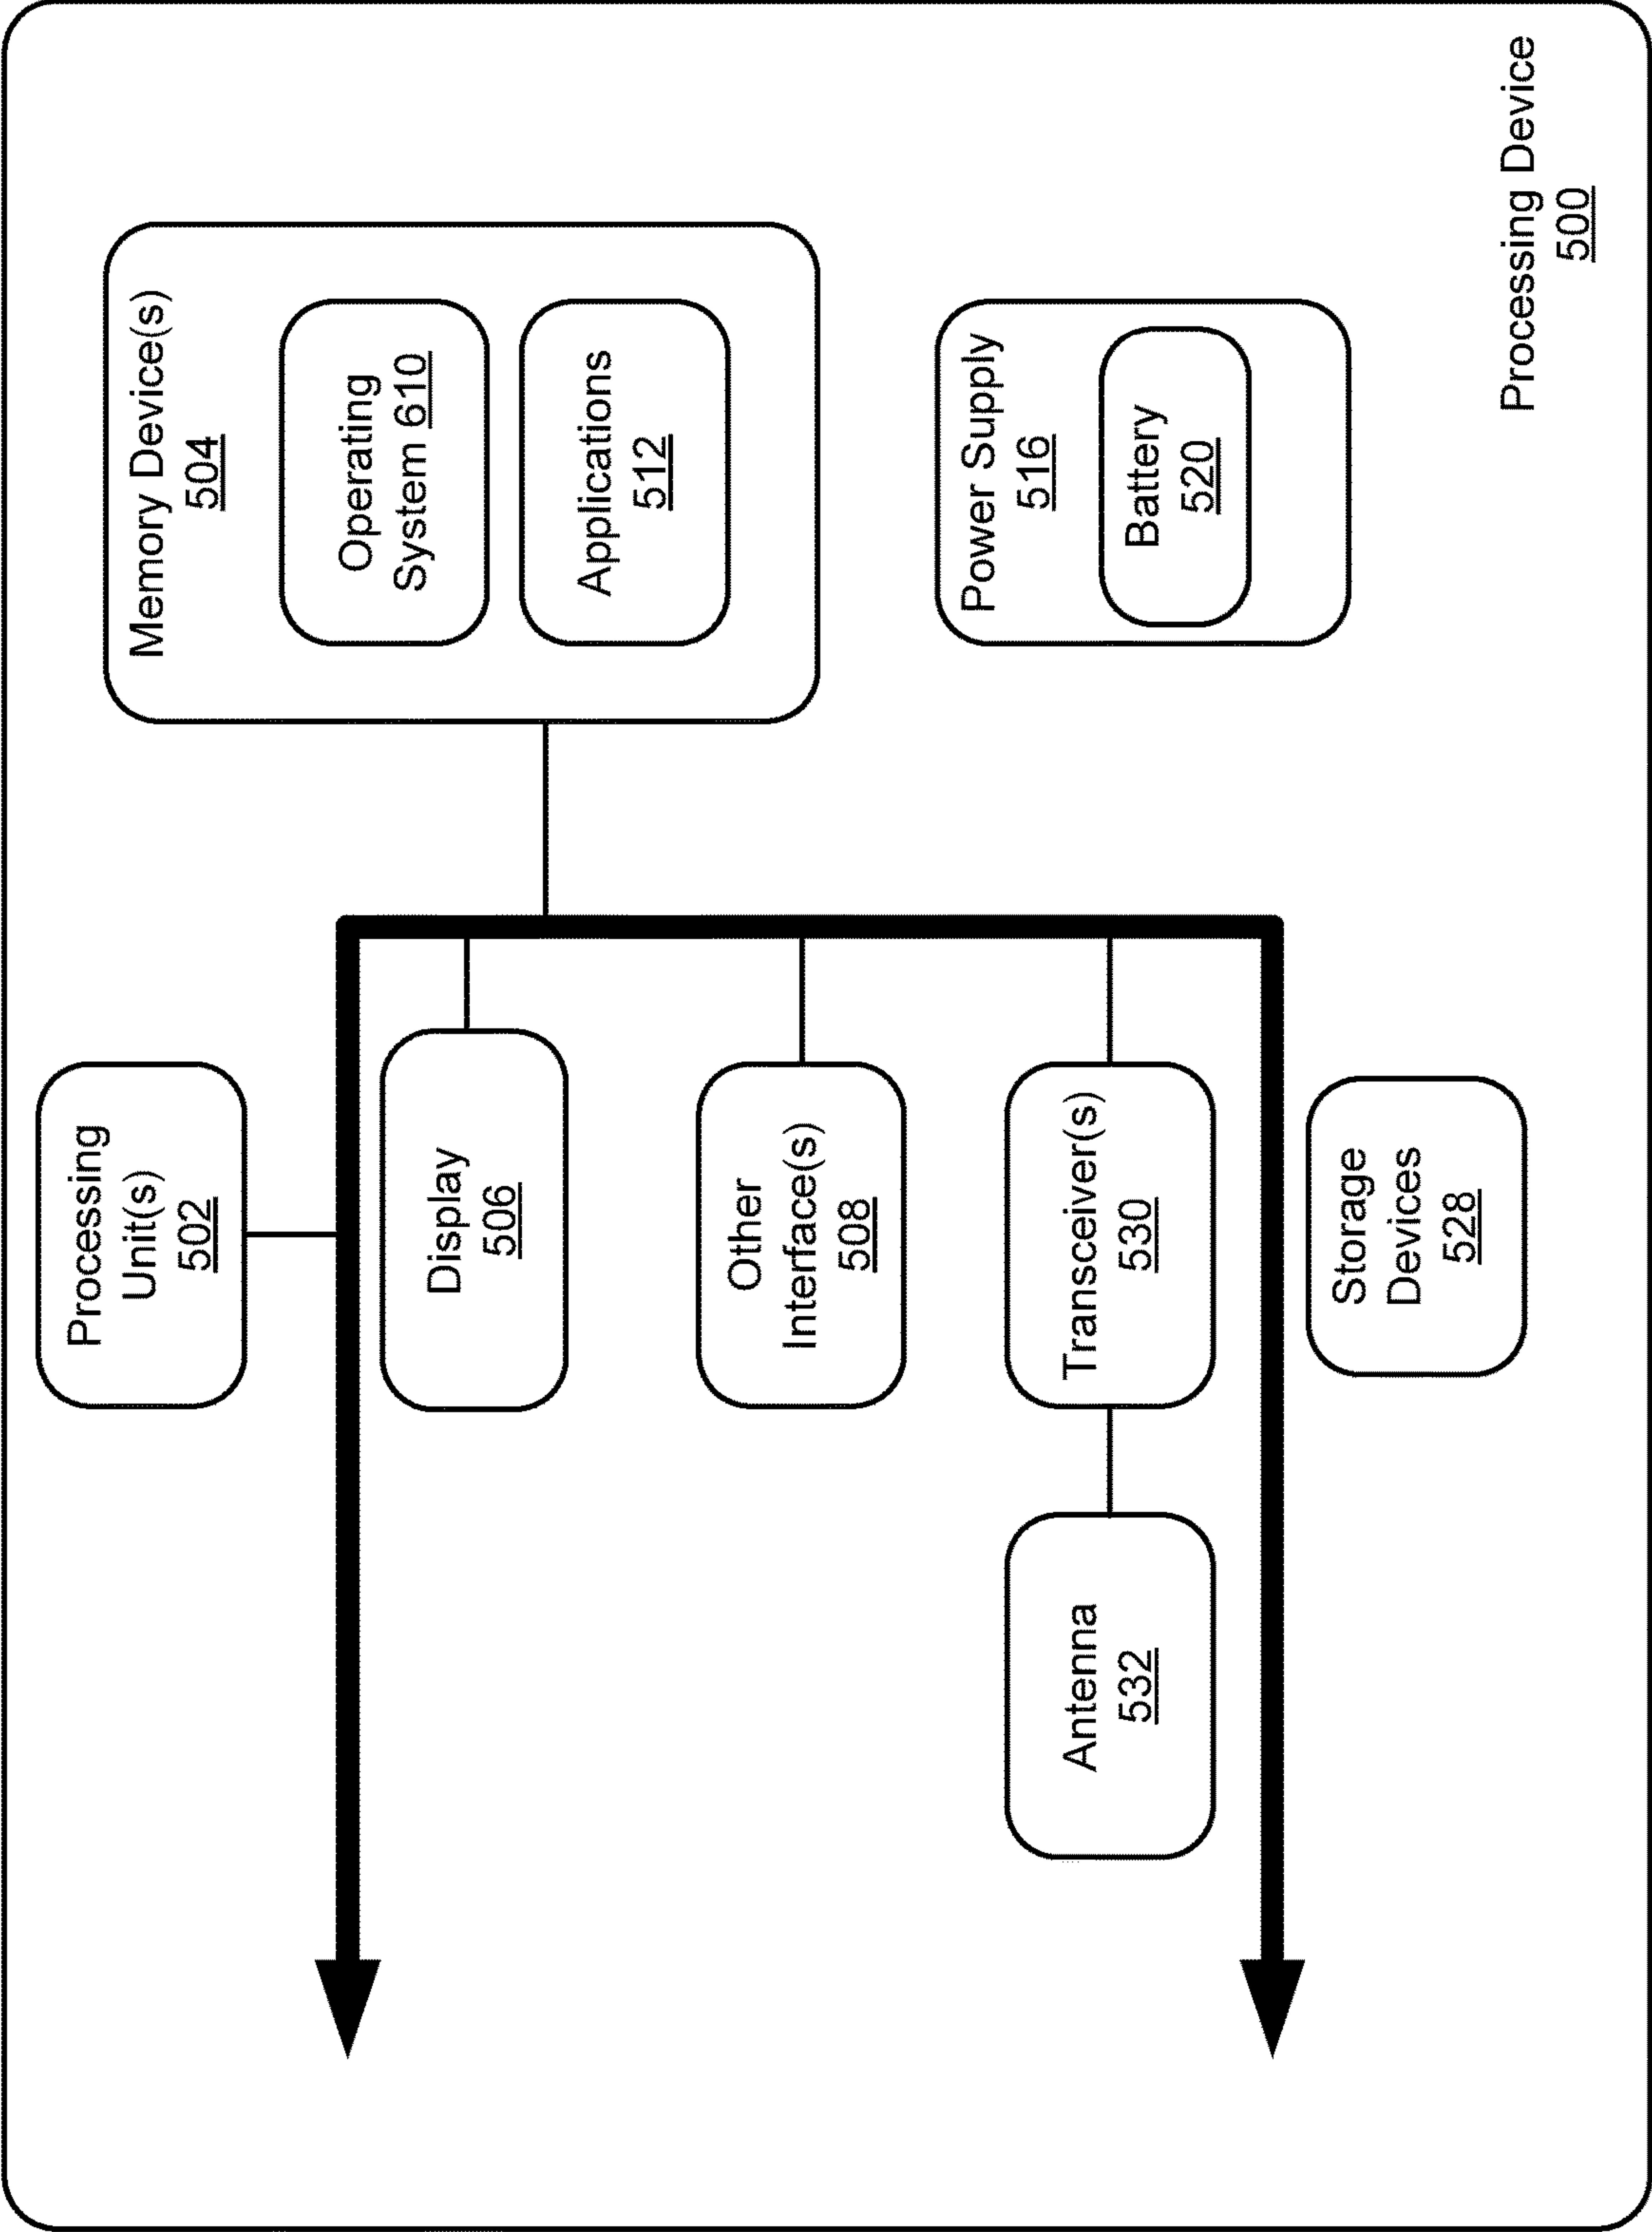 Processing
Unit(s)
502
Display
506
Other
Interface(s)
508
Transceiver(s)
530
Antenna
532
Storage
Devices
528
Memory Device(s)
504
Operating
System 610
Applications
512
Power Supply
516
Battery
520
Processing Device
500